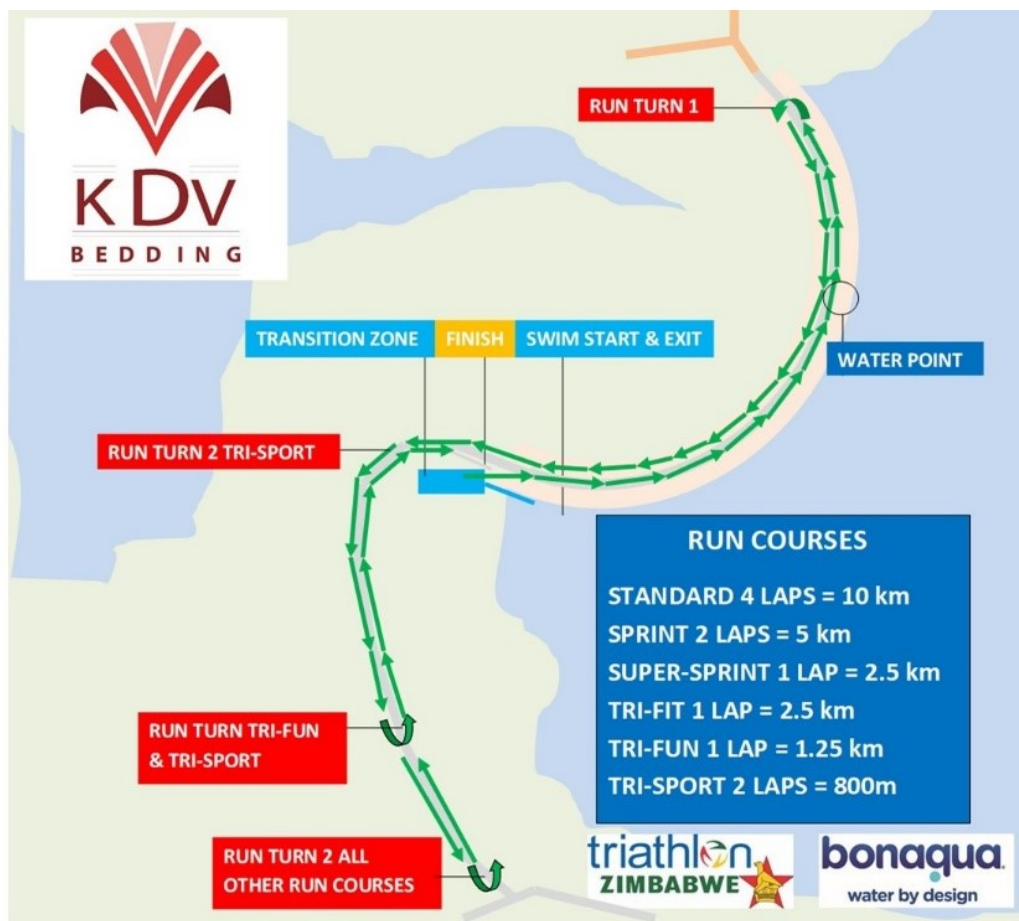 KDV
BEDDING
RUN TURN 1
TRANSITION ZONE
FINISH
SWIM START & EXIT
WATER POINT
RUN TURN 2 TRI-SPORT
RUN COURSES
STANDARD 4 LAPS = 10 km
SPRINT 2 LAPS = 5 km
SUPER-SPRINT 1 LAP = 2.5 km
TRI-FIT 1 LAP = 2.5 km
TRI-FUN 1 LAP = 1.25 km
TRI-SPORT 2 LAPS = 800m
RUN TURN TRI-FUN
& TRI-SPORT
RUN TURN 2 ALL
OTHER RUN COURSES
triathlon
ZIMBABWE
bonaqua
water by design